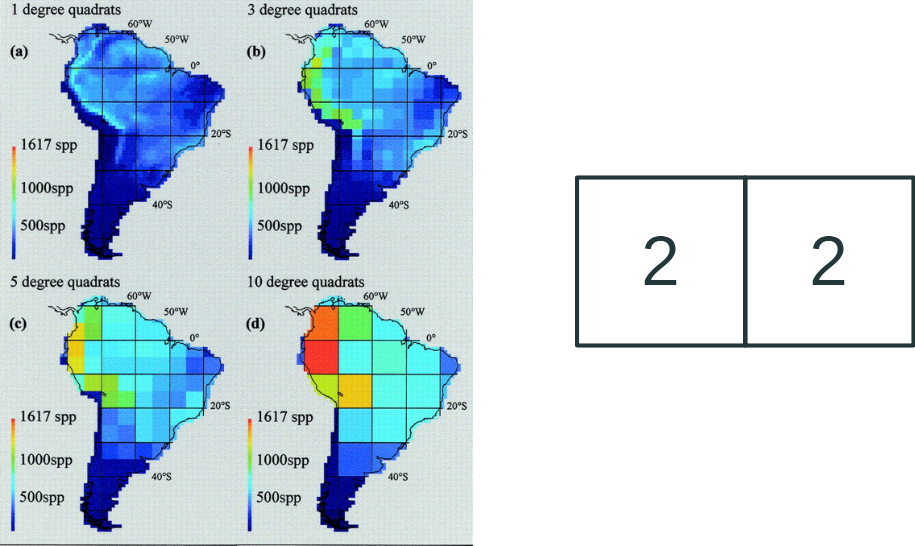 1 degree quadrats
(a)
60°W
50°W
0°
20°S
40°S
1617 spp
1000spp
500spp
3 degree quadrats
(b)
60°W
50°W
0°
20°S
40°S
1617 spp
1000spp
500spp
5 degree quadrats
(c)
60°W
50°W
0°
20°S
40°S
1617 spp
1000spp
500spp
10 degree quadrats
(d)
60°W
50°W
0°
20°S
40°S
1617 spp
1000spp
500spp
2 2